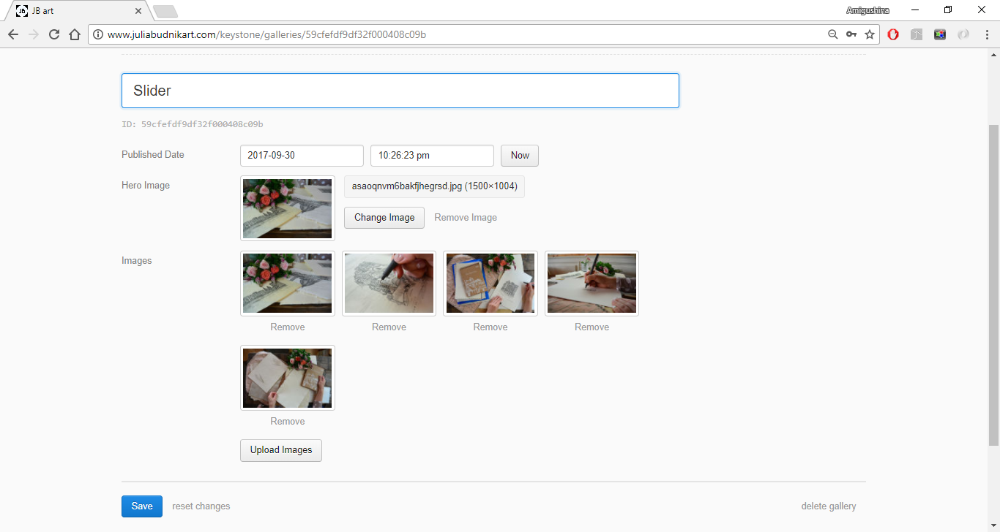 JB JB art
Amigushina
www.juliabudnikart.com/keystone/galleries/59cfefdf9df32f000408c09b
Slider
ID: 59cfefdf9df32f000408c09b
Published Date 2017-09-30 10:26:23 pm Now
Hero Image asaoqnvm6bakfjhegrsd.jpg (1500×1004)
Change Image Remove Image
Images
Remove Remove Remove Remove
Remove
Upload Images
Save reset changes delete gallery